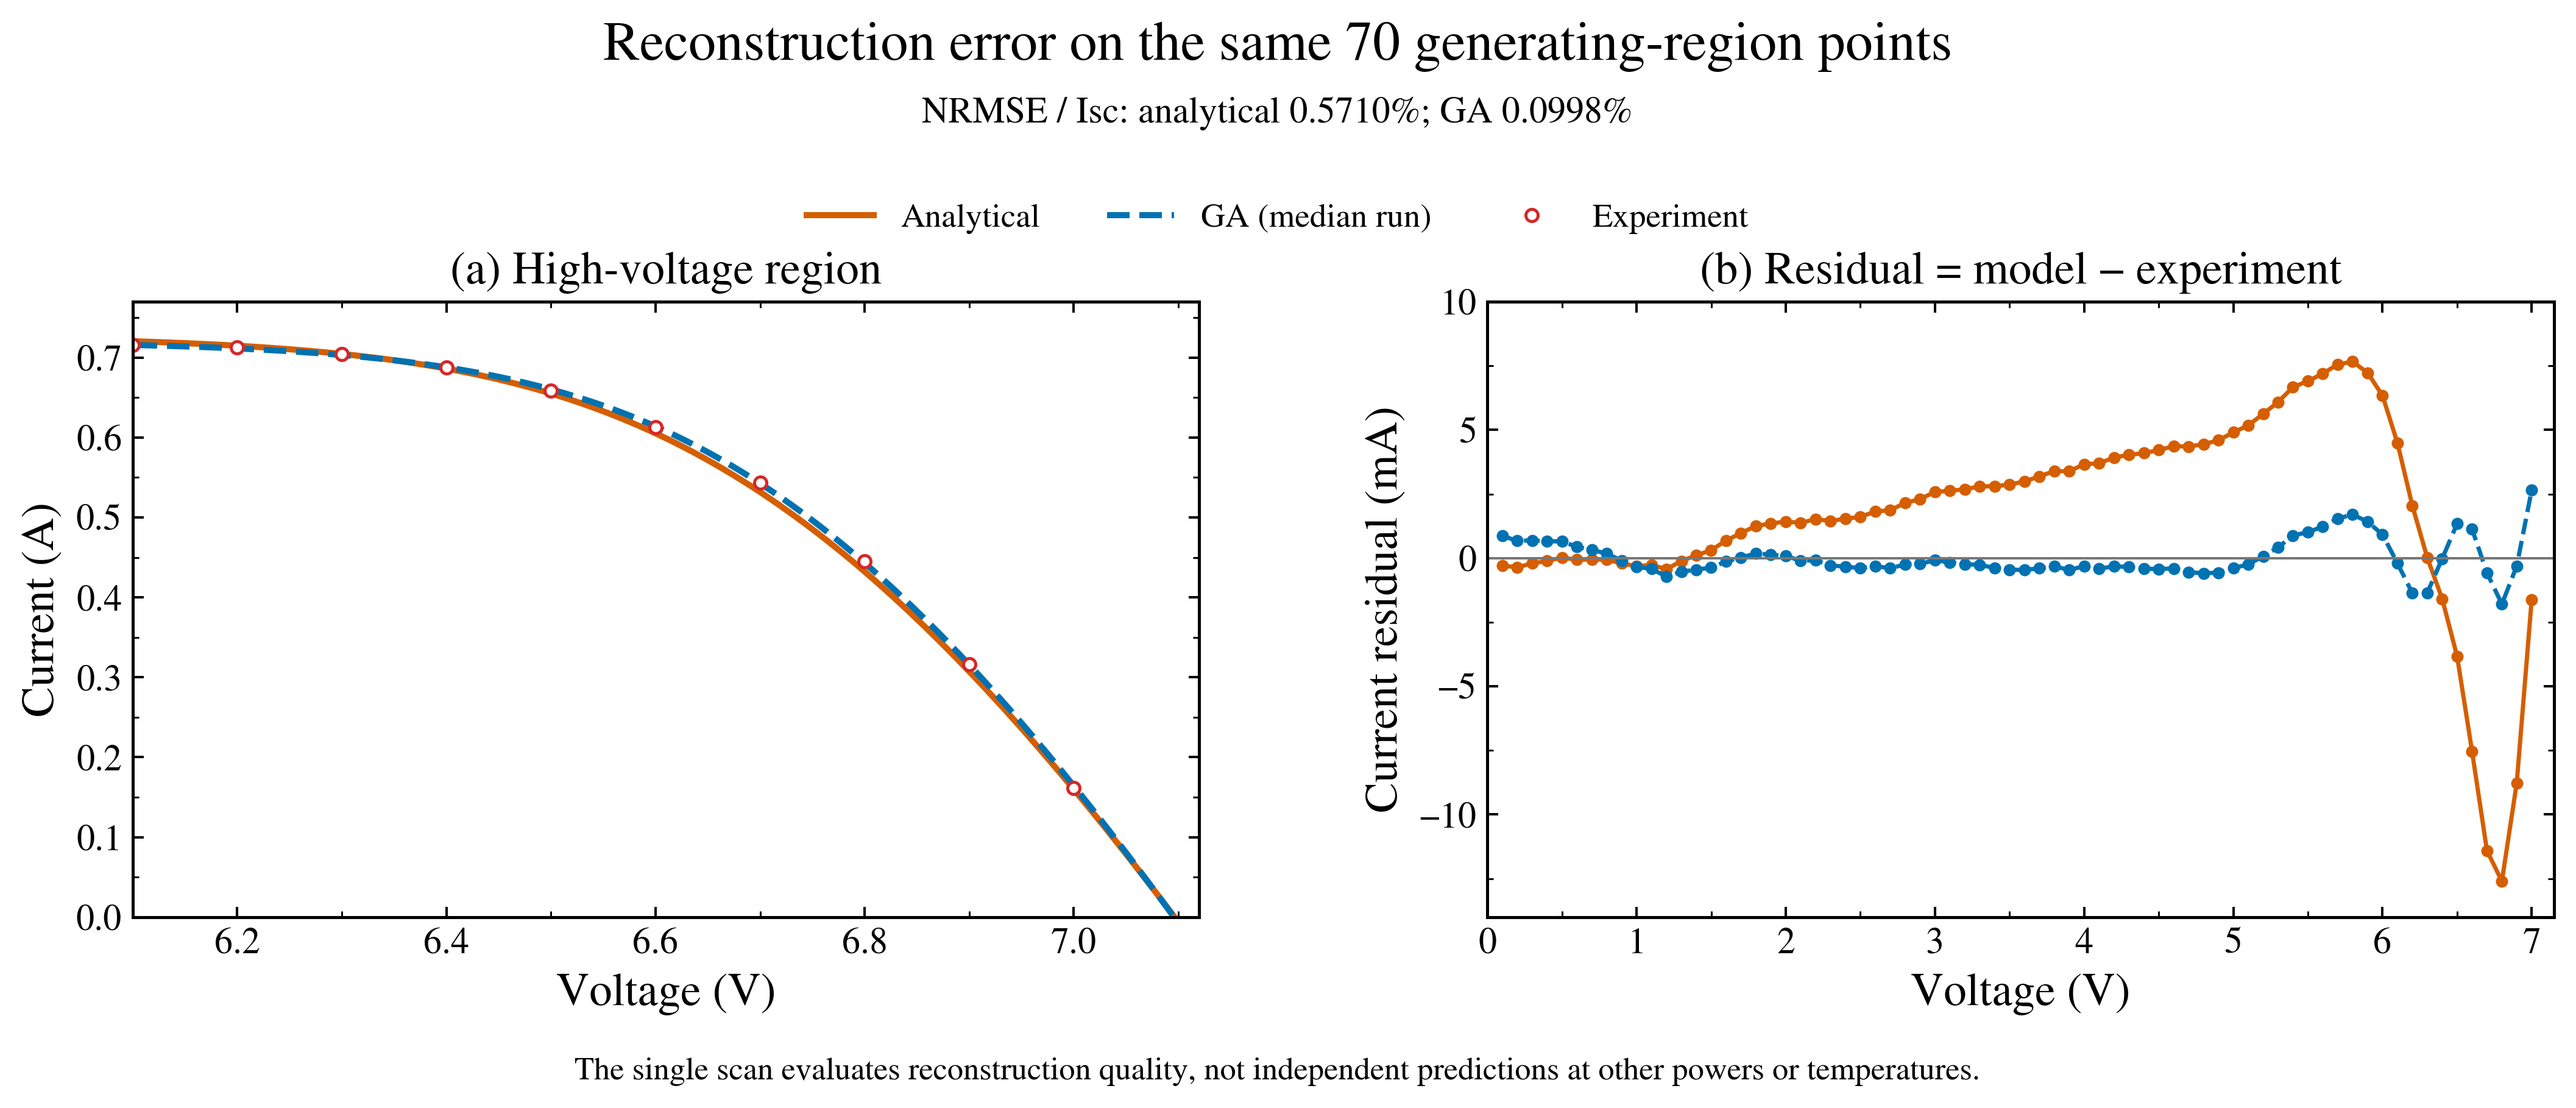 Reconstruction error on the same 70 generating-region points
NRMSE / Isc: analytical 0.5710%; GA 0.0998%
Analytical
GA (median run)
Experiment
(a) High-voltage region
0.7
0.6
0.5
0.4
0.3
0.2
0.1
0.0
Current (A)
6.2
6.4
6.6
6.8
7.0
Voltage (V)
(b) Residual = model − experiment
10
5
0
−5
−10
Current residual (mA)
0
1
2
3
4
5
6
7
Voltage (V)
The single scan evaluates reconstruction quality, not independent predictions at other powers or temperatures.